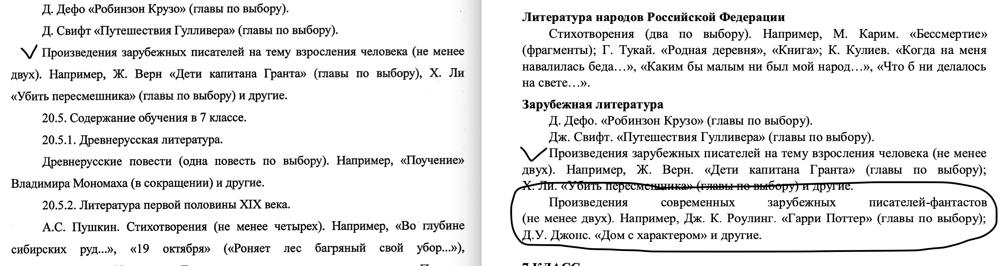 Д. Дефо «Робинзон Крузо» (главы по выбору).
Д. Свифт «Путешествия Гулливера» (главы по выбору).
Произведения зарубежных писателей на тему взросления человека (не менее
двух). Например, Ж. Верн «Дети капитана Гранта» (главы по выбору), Х. Ли
«Убить пересмешника» (главы по выбору) и другие.
20.5. Содержание обучения в 7 классе.
20.5.1. Древнерусская литература.
Древнерусские повести (одна повесть по выбору). Например, «Поучение»
Владимира Мономаха (в сокращении) и другие.
20.5.2. Литература первой половины XIX века.
А.С. Пушкин. Стихотворения (не менее четырех). Например, «Во глубине
сибирских руд...», «19 октября» («Роняет лес багряный свой убор...»),
Литература народов Российской Федерации
Стихотворения (два по выбору). Например, М. Карим. «Бессмертие»
(фрагменты); Г. Тукай. «Родная деревня», «Книга»; К. Кулиев. «Когда на меня
навалилась беда…», «Каким бы малым ни был мой народ…», «Что б ни делалось
на свете…».
Зарубежная литература
Д. Дефо. «Робинзон Крузо» (главы по выбору).
Дж. Свифт. «Путешествия Гулливера» (главы по выбору).
Произведения зарубежных писателей на тему взросления человека (не менее
двух). Например, Ж. Верн. «Дети капитана Гранта» (главы по выбору);
Х. Ли. «Убить пересмешника» (главы по выбору) и другие.
Произведения современных зарубежных писателей-фантастов
(не менее двух). Например, Дж. К. Роулинг. «Гарри Поттер» (главы по выбору);
Д.У. Джонс. «Дом с характером» и другие.
7 КЛАСС